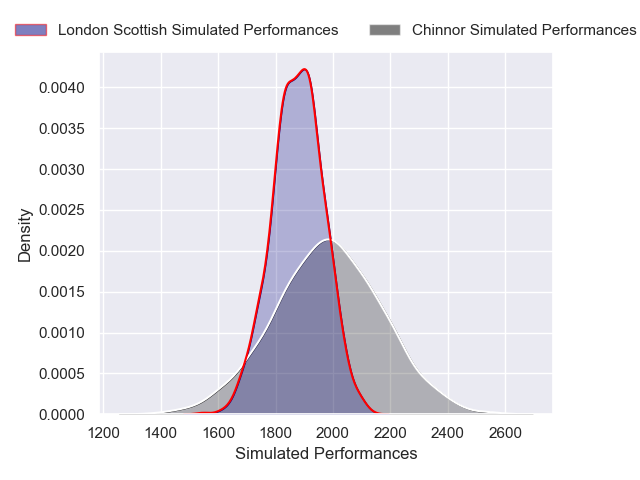 London Scottish Simulated Performances
Chinnor Simulated Performances
0.0040
0.0035
0.0030
0.0025
0.0020
0.0015
0.0010
0.0005
0.0000
Density
1200 1400 1600 1800 2000 2200 2400 2600
Simulated Performances